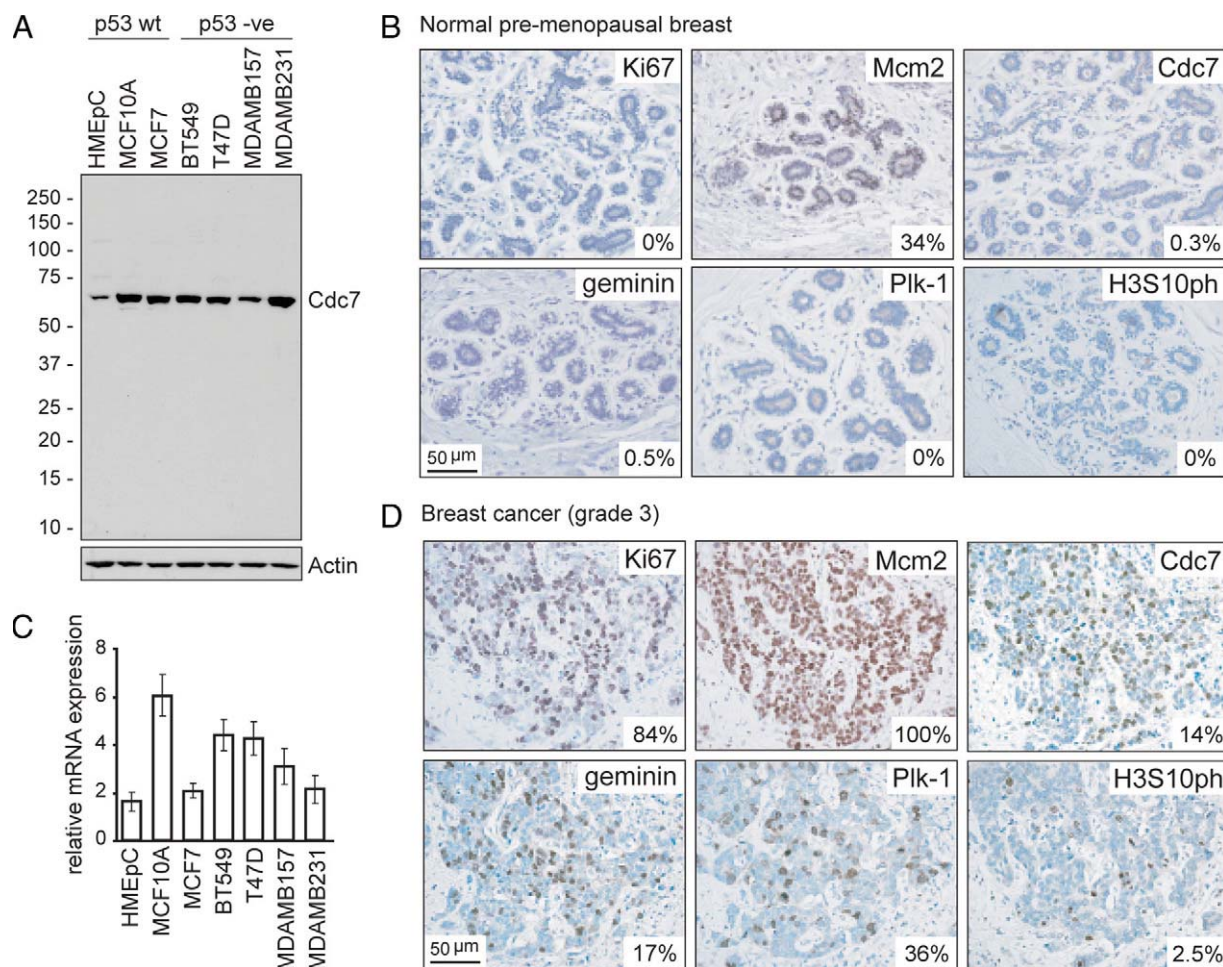 A
p53 wt
p53 -ve
HMEpC
MCF10A
MCF7
BT549
T47D
MDAMB157
MDAMB231
250 -
150 -
100 -
75 -
50 -
37 -
25 -
20 -
15 -
10 -
Cdc7
Actin
B Normal pre-menopausal breast
Ki67
0%
Mcm2
34%
Cdc7
0.3%
geminin
50 µm
0.5%
Plk-1
0%
H3S10ph
0%
C
relative mRNA expression
8
6
4
2
0
HMEpC
MCF10A
MCF7
BT549
T47D
MDAMB157
MDAMB231
D Breast cancer (grade 3)
Ki67
84%
Mcm2
100%
Cdc7
14%
geminin
50 µm
17%
Plk-1
36%
H3S10ph
2.5%